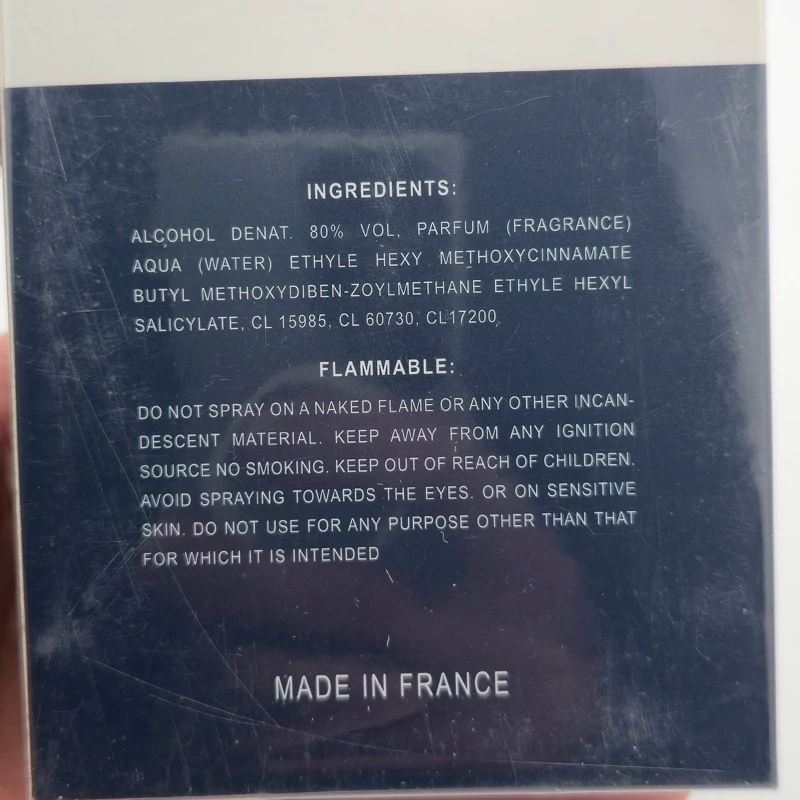 INGREDIENTS:
ALCOHOL DENAT. 80% VOL, PARFUM (FRAGRANCE)
AQUA (WATER) ETHYLE HEXY METHOXYCINNAMATE
BUTYL METHOXYDIBEN-ZOYLMETHANE ETHYLE HEXYL
SALICYLATE, CL 15985, CL 60730, CL17200,
FLAMMABLE:
DO NOT SPRAY ON A NAKED FLAME OR ANY OTHER INCAN-
DESCENT MATERIAL. KEEP AWAY FROM ANY IGNITION
SOURCE NO SMOKING. KEEP OUT OF REACH OF CHILDREN.
AVOID SPRAYING TOWARDS THE EYES. OR ON SENSITIVE
SKIN. DO NOT USE FOR ANY PURPOSE OTHER THAN THAT
FOR WHICH IT IS INTENDED
MADE IN FRANCE